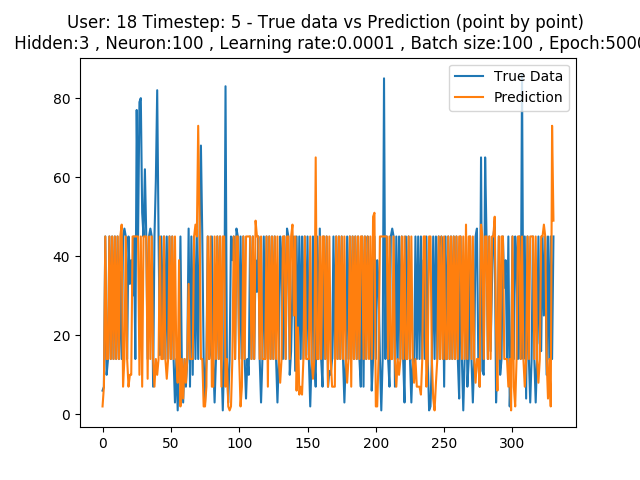 User: 18 Timestep: 5 - True data vs Prediction (point by point)
Hidden:3 , Neuron:100 , Learning rate:0.0001 , Batch size:100 , Epoch:5000
True Data
Prediction
80
60
40
20
0
0 50 100 150 200 250 300